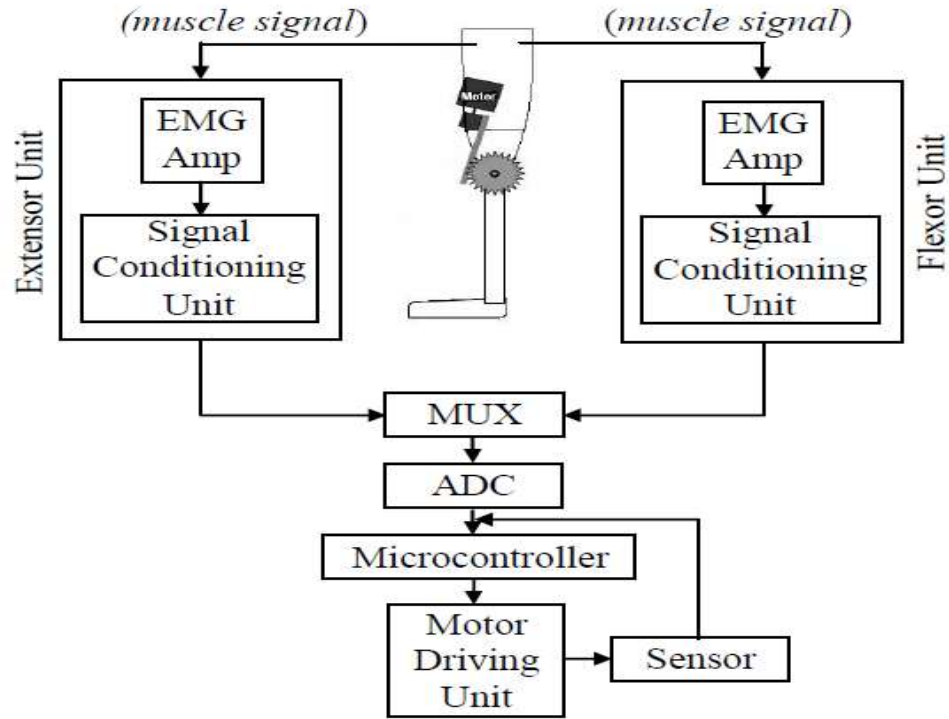 (muscle signal)
(muscle signal)
Extensor Unit
EMG
Amp
Signal
Conditioning
Unit
Motor
EMG
Amp
Signal
Conditioning
Unit
Flexor Unit
MUX
ADC
Microcontroller
Motor
Driving
Unit
Sensor